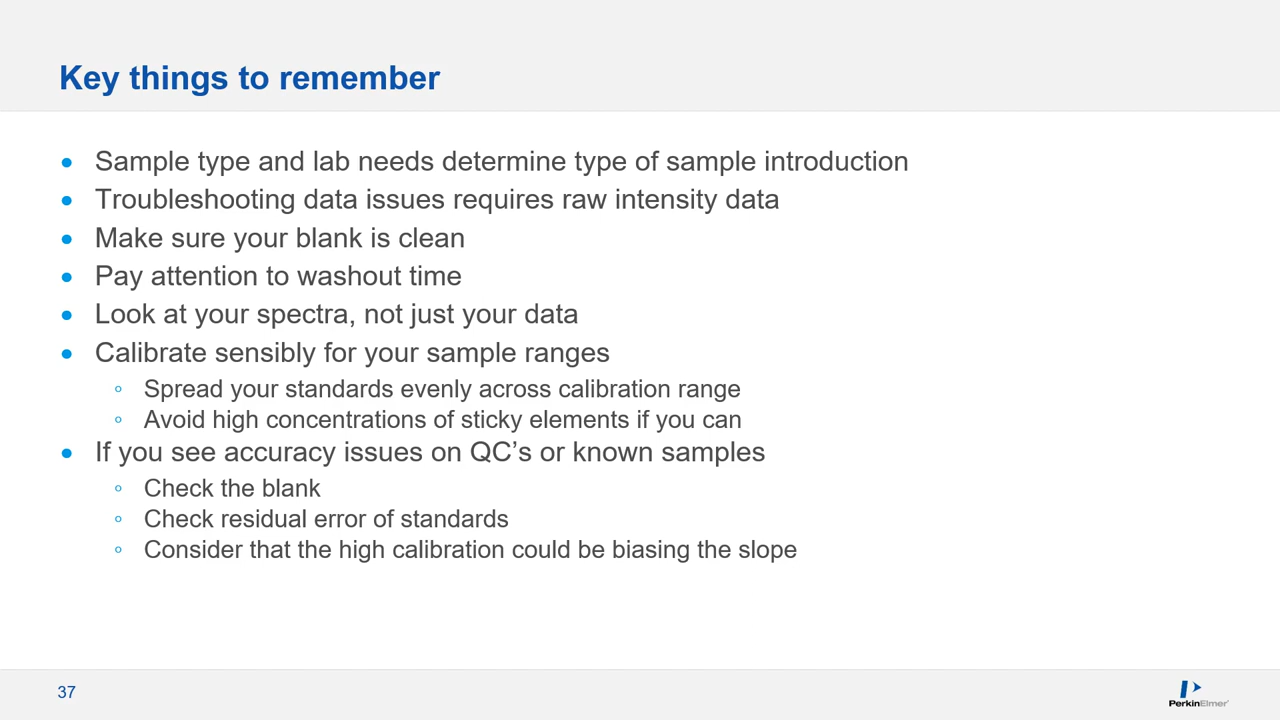 Key things to remember
• Sample type and lab needs determine type of sample introduction
• Troubleshooting data issues requires raw intensity data
• Make sure your blank is clean
• Pay attention to washout time
• Look at your spectra, not just your data
• Calibrate sensibly for your sample ranges
◦ Spread your standards evenly across calibration range
◦ Avoid high concentrations of sticky elements if you can
• If you see accuracy issues on QC’s or known samples
◦ Check the blank
◦ Check residual error of standards
◦ Consider that the high calibration could be biasing the slope
37
PerkinElmer